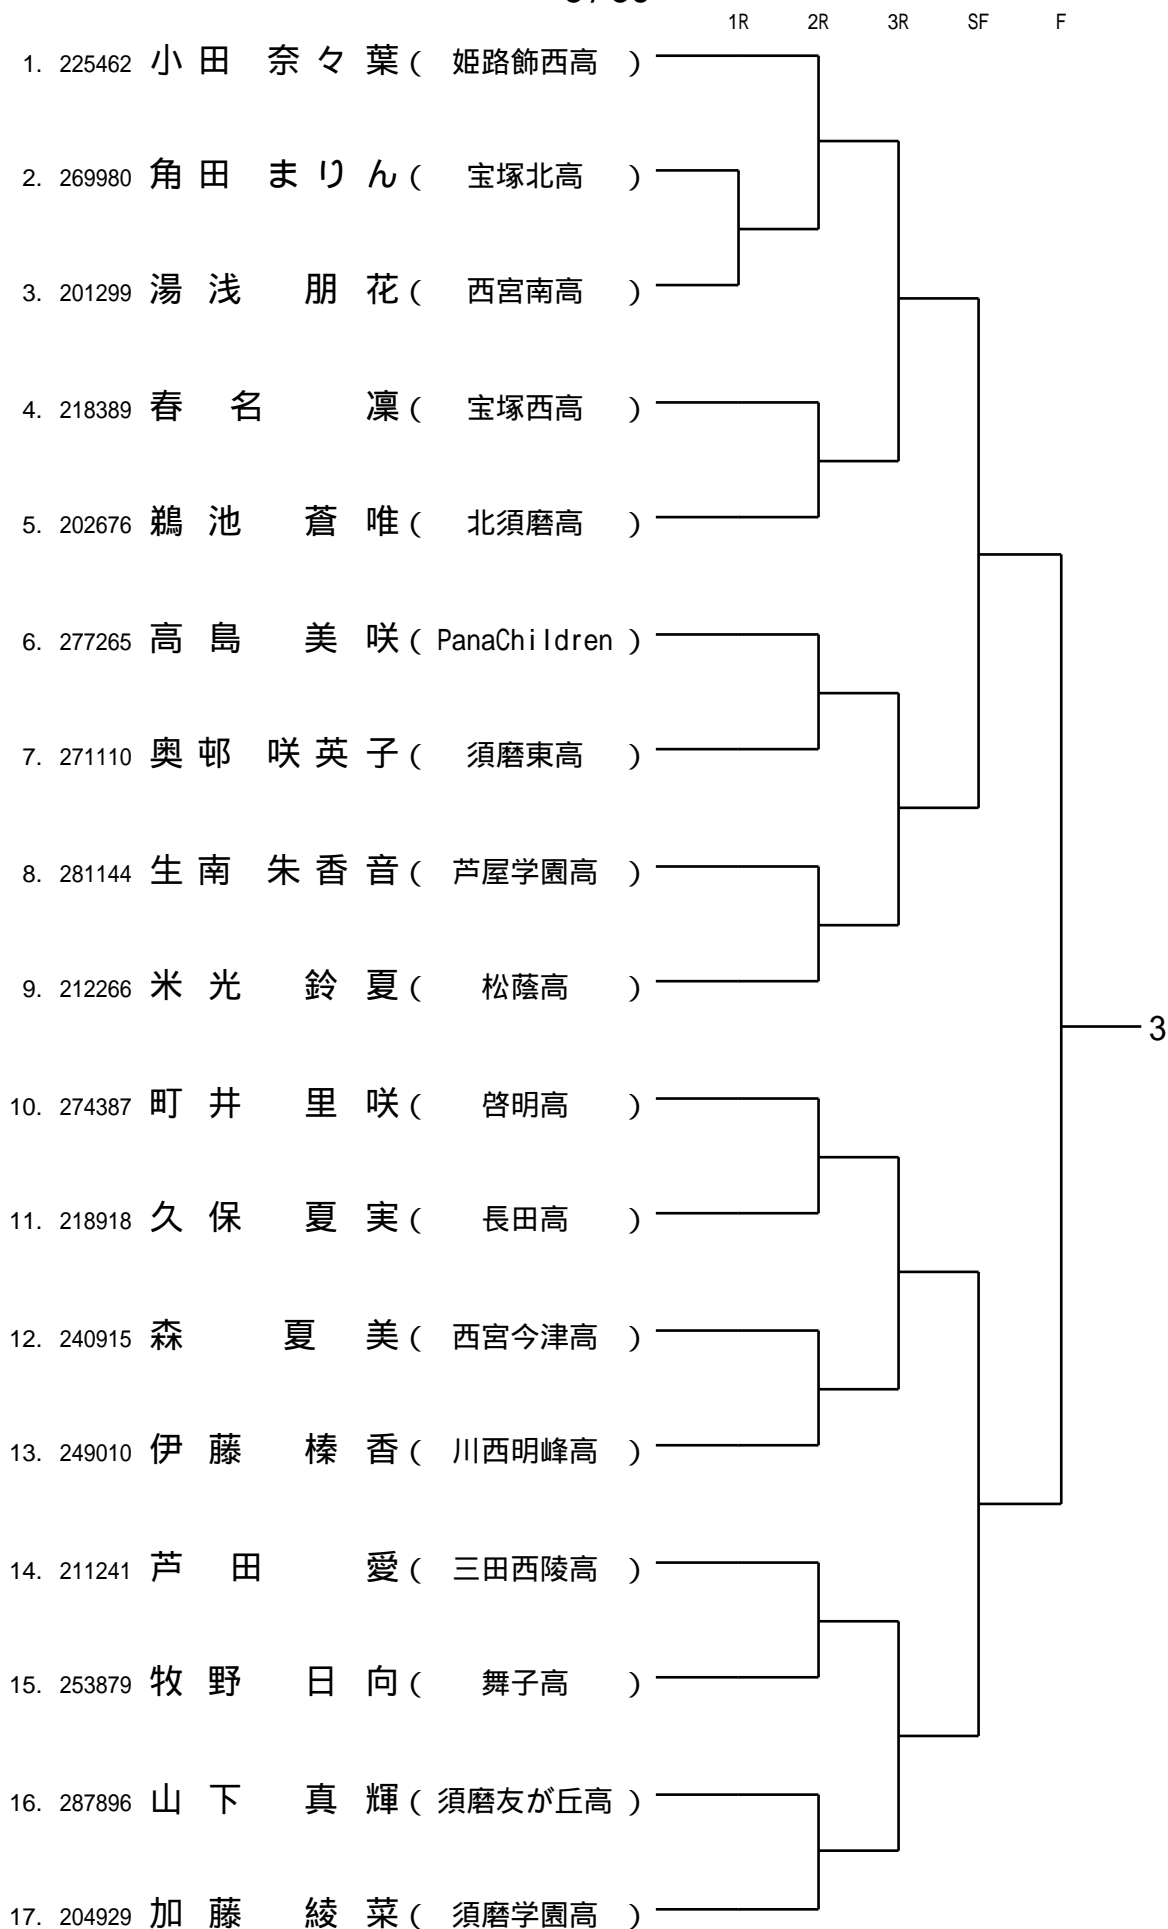 1R 2R 3R SF F
1. 225462 小田 奈々葉 ( 姫路飾西高 )
2. 269980 角田 まりん ( 宝塚北高 )
3. 201299 湯浅 朋花 ( 西宮南高 )
4. 218389 春名 凜 ( 宝塚西高 )
5. 202676 鵜池 蒼唯 ( 北須磨高 )
6. 277265 高島 美咲 ( PanaChildren )
7. 271110 奥邨 咲英子 ( 須磨東高 )
8. 281144 生南 朱香音 ( 芦屋学園高 )
9. 212266 米光 鈴夏 ( 松蔭高 )
3
10. 274387 町井 里咲 ( 啓明高 )
11. 218918 久保 夏実 ( 長田高 )
12. 240915 森 夏美 ( 西宮今津高 )
13. 249010 伊藤 榛香 ( 川西明峰高 )
14. 211241 芦田 愛 ( 三田西陵高 )
15. 253879 牧野 日向 ( 舞子高 )
16. 287896 山下 真輝 ( 須磨友が丘高 )
17. 204929 加藤 綾菜 ( 須磨学園高 )